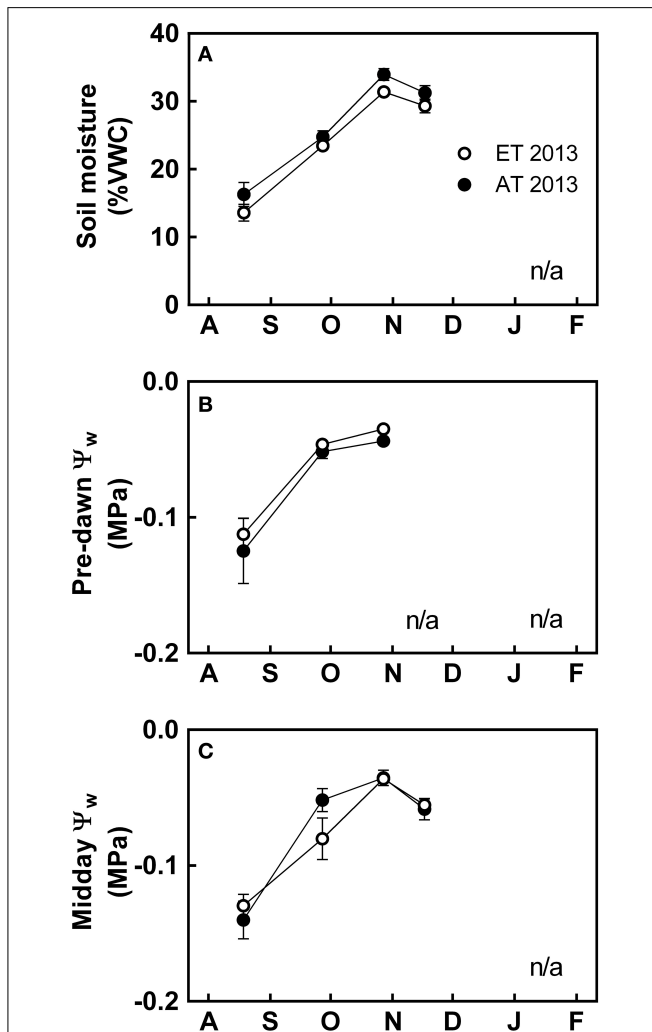 A
Soil moisture
(%VWC)
40
30
20
10
0
ET 2013
AT 2013
n/a
A S O N D J F
B
Pre-dawn Ψw
(MPa)
0.0
-0.1
-0.2
n/a n/a
A S O N D J F
C
Midday Ψw
(MPa)
0.0
-0.1
-0.2
n/a
A S O N D J F